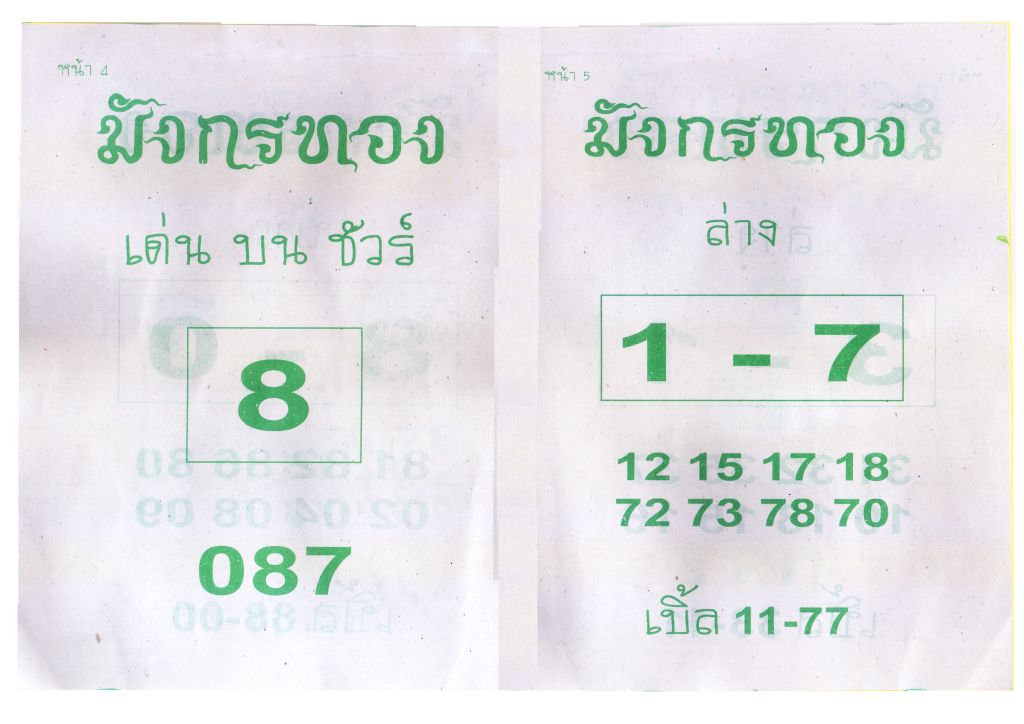 หน้า 4
มังกรทอง
เด่น บน ชัวร์
8
087
หน้า 5
มังกรทอง
ล่าง
1 - 7
12 15 17 18
72 73 78 70
เบิ้ล 11-77